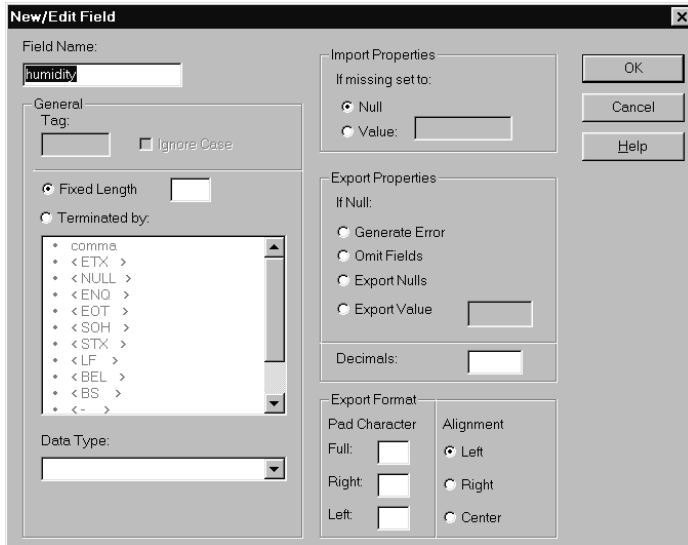 New/Edit Field
Field Name:
humidity
General
Tag:
Ignore Case
Fixed Length
Terminated by:
comma
<ETX >
<NULL >
<ENQ >
<EOT >
<SOH >
<STX >
<LF >
<BEL >
<BS >
<- >
Data Type:
Import Properties
If missing set to:
Null
Value:
Export Properties
If Null:
Generate Error
Omit Fields
Export Nulls
Export Value
Decimals:
Export Format
Pad Character
Full:
Right:
Left:
Alignment
Left
Right
Center
OK
Cancel
Help